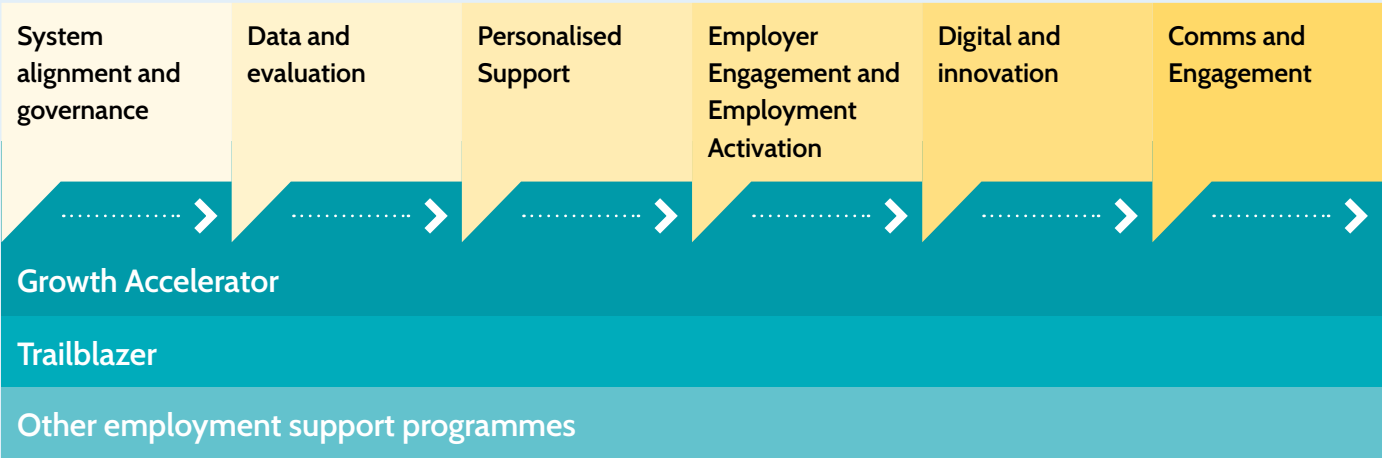 System
alignment and
governance
Data and
evaluation
Personalised
Support
Employer
Engagement and
Employment
Activation
Digital and
innovation
Comms and
Engagement
Growth Accelerator
Trailblazer
Other employment support programmes